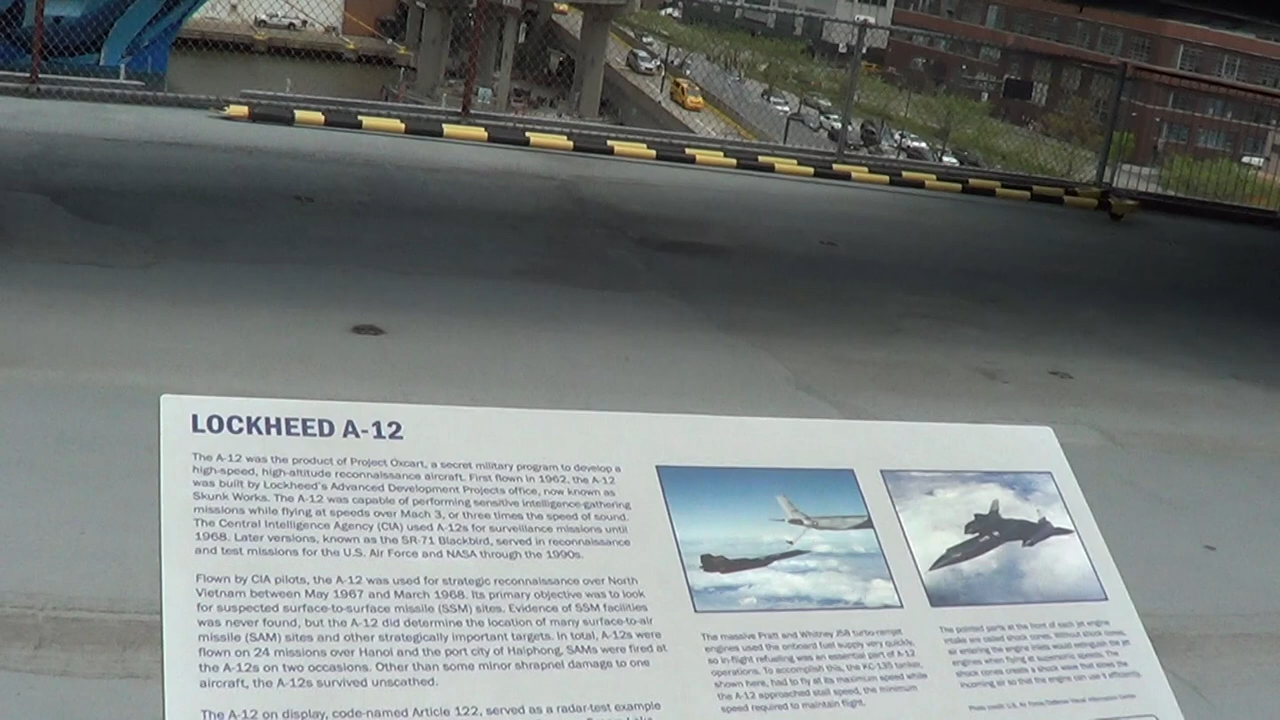 LOCKHEED A-12
The A-12 was the product of Project Oxcart, a secret military program to develop a
high-speed, high-altitude reconnaissance aircraft. First flown in 1962, the A-12
was built by Lockheed's Advanced Development Projects office, now known as
Skunk Works. The A-12 was capable of performing sensitive intelligence-gathering
missions while flying at speeds over Mach 3, or three times the speed of sound.
The Central Intelligence Agency (CIA) used A-12s for surveillance missions until
1968. Later versions, known as the SR-71 Blackbird, served in reconnaissance
and test missions for the U.S. Air Force and NASA through the 1990s.
Flown by CIA pilots, the A-12 was used for strategic reconnaissance over North
Vietnam between May 1967 and March 1968. Its primary objective was to look
for suspected surface-to-surface missile (SSM) sites. Evidence of SSM facilities
was never found, but the A-12 did determine the location of many surface-to-air
missile (SAM) sites and other strategically important targets. In total, A-12s were
flown on 24 missions over Hanoi and the port city of Haiphong. SAMs were fired at
the A-12s on two occasions. Other than some minor shrapnel damage to one
aircraft, the A-12s survived unscathed.
The A-12 on display, code-named Article 122, served as a radar-test example
The massive Pratt and Whitney J58 turbo-ramjet
engines used the onboard fuel supply very quickly,
so in-flight refueling was an essential part of A-12
operations. To accomplish this, the KC-135 tanker,
shown here, had to fly at its maximum speed while
the A-12 approached stall speed, the minimum
speed required to maintain flight.
The pointed parts at the front of each jet engine
intake are called shock cones. Without shock cones,
air entering the engine inlets would extinguish the jet
engines when flying at supersonic speeds. The
shock cones create a shock wave that slows the
incoming air so that the engine can use it efficiently.